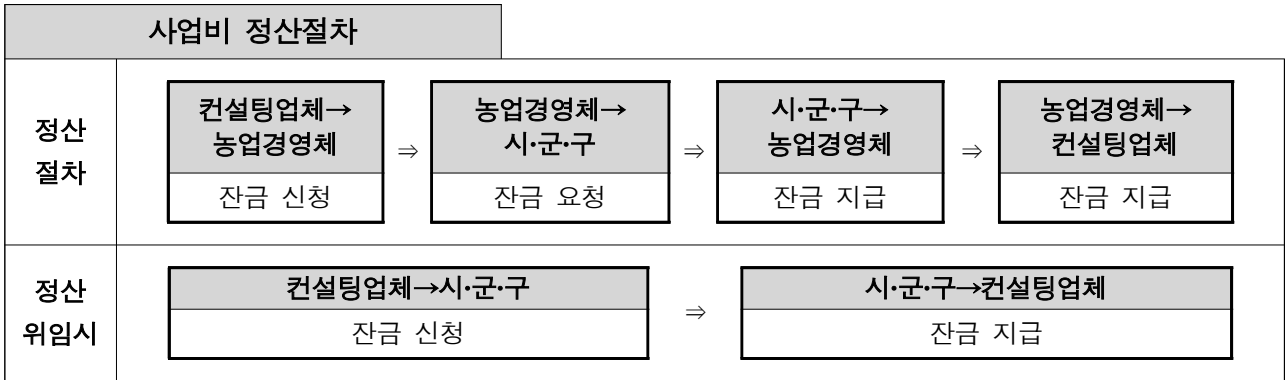 사업비 정산절차
정산
절차
컨설팅업체→
농업경영체
잔금 신청
⇒
농업경영체→
시·군·구
잔금 요청
⇒
시·군·구→
농업경영체
잔금 지급
⇒
농업경영체→
컨설팅업체
잔금 지급
정산
위임시
컨설팅업체→시·군·구
잔금 신청
⇒
시·군·구→컨설팅업체
잔금 지급